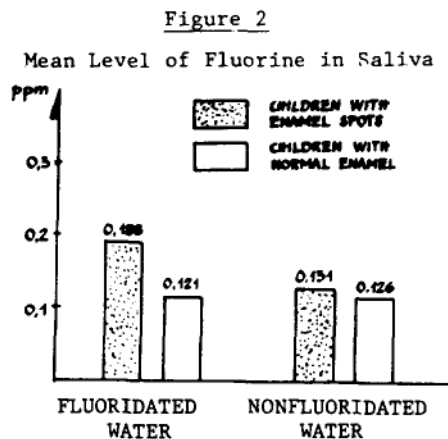 Figure 2
Mean Level of Fluorine in Saliva
ppm
CHILDREN WITH
ENAMEL SPOTS
CHILDREN WITH
NORMAL ENAMEL
0,3
0,2
0,1
0,121
0,131
0,126
FLUORIDATED
WATER
NONFLUORIDATED
WATER